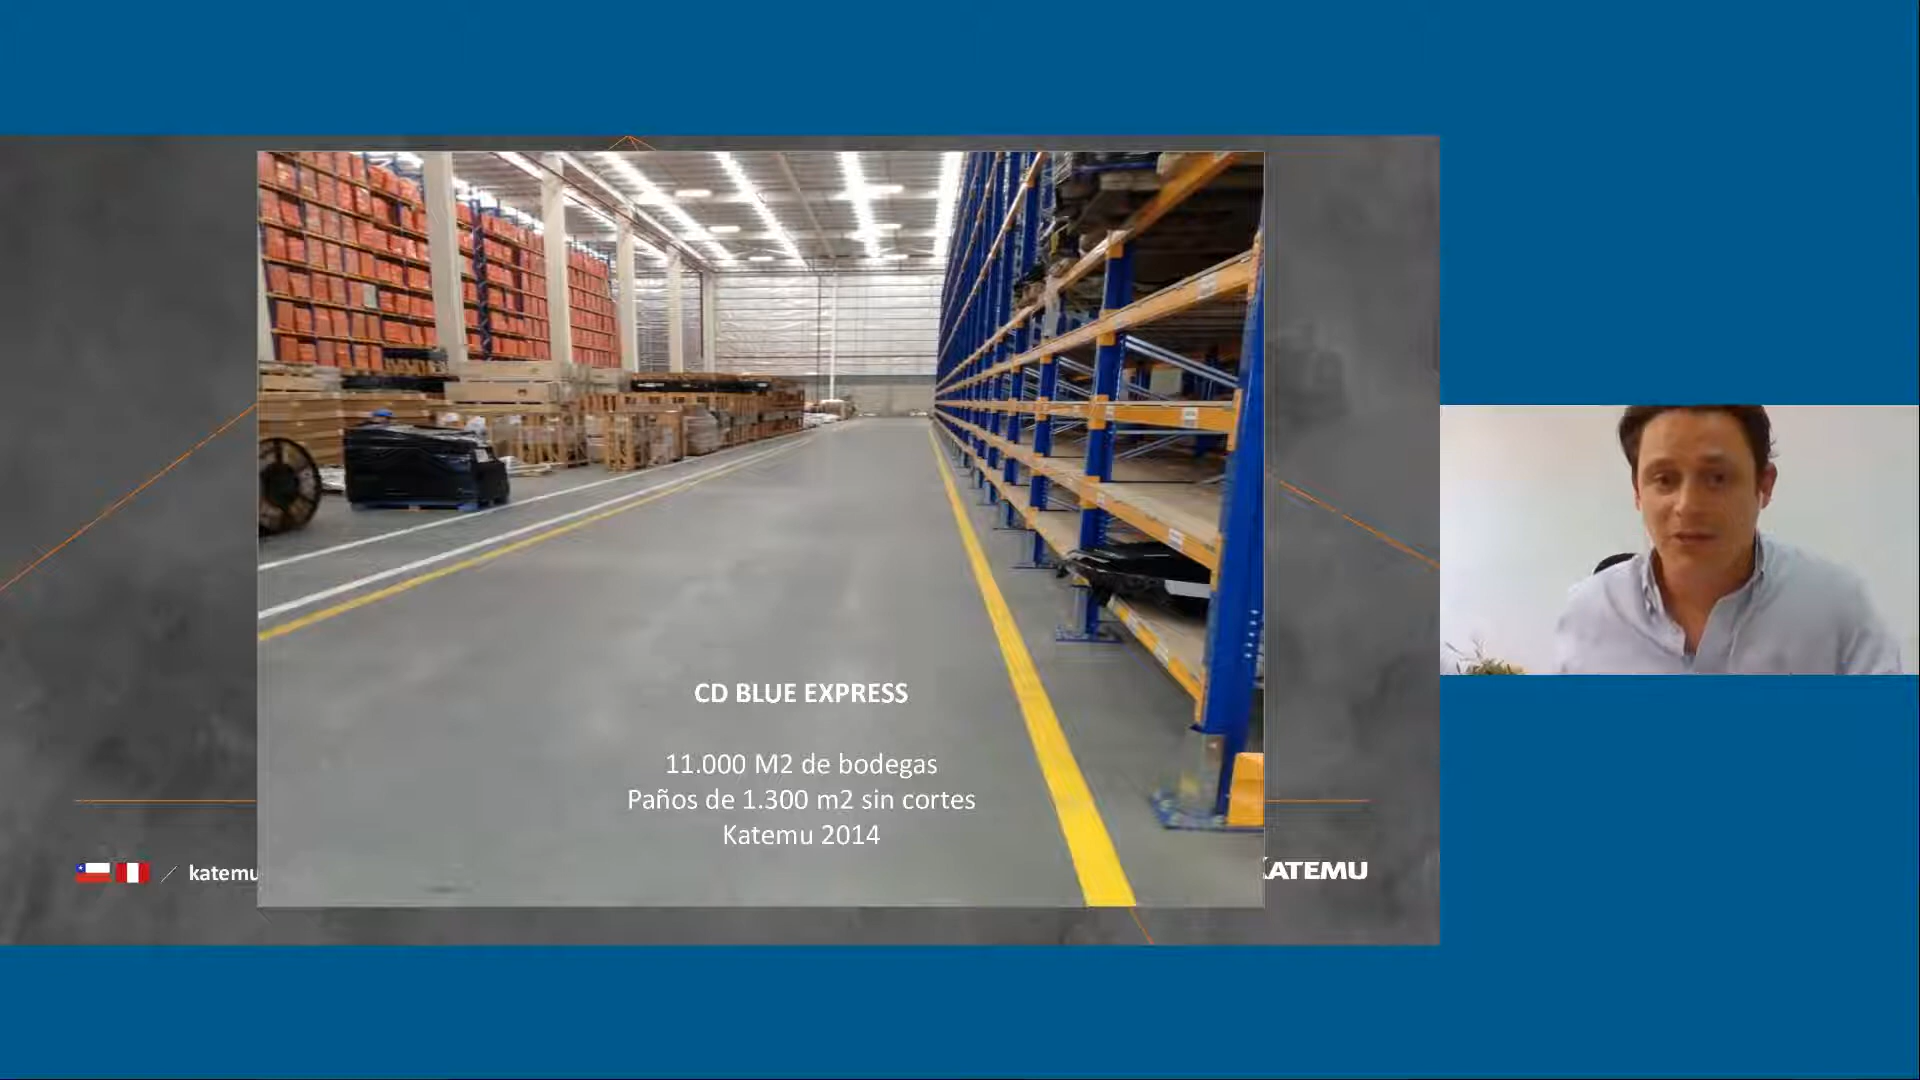 CD BLUE EXPRESS
11.000 M2 de bodegas
Paños de 1.300 m2 sin cortes
Katemu 2014
katemu
KATEMU